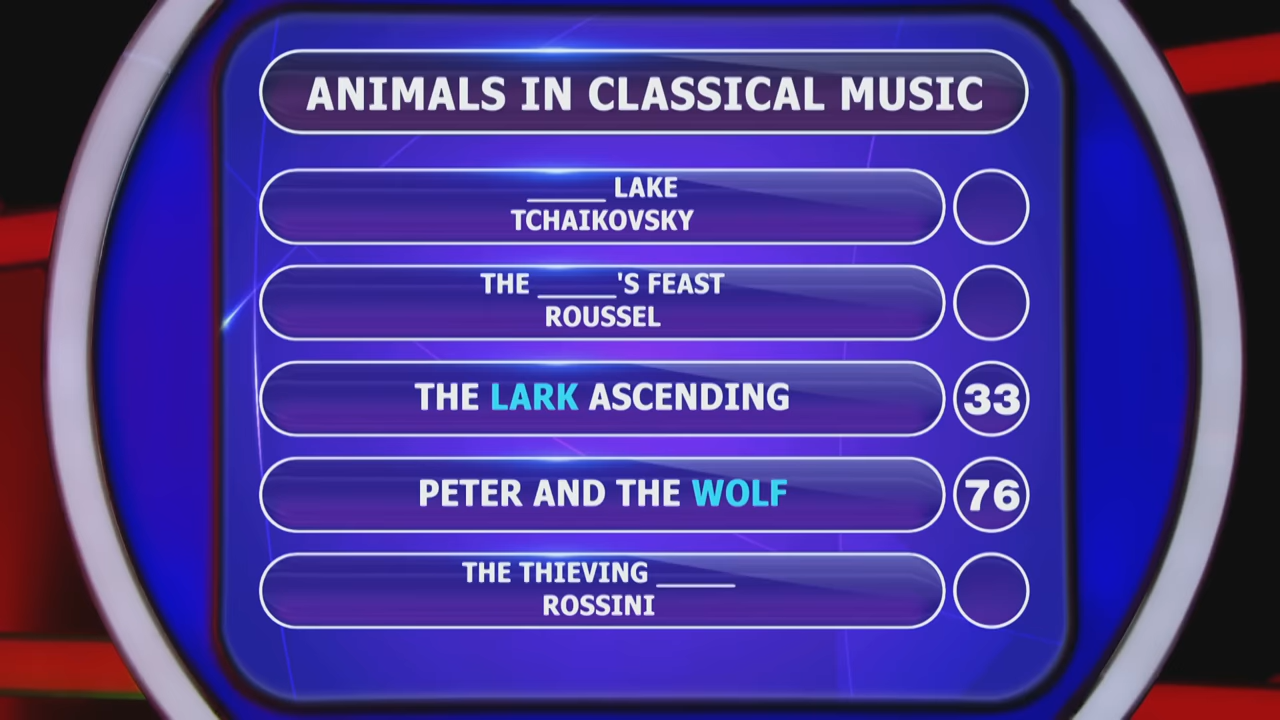 ANIMALS IN CLASSICAL MUSIC
_____ LAKE
TCHAIKOVSKY
THE _____'S FEAST
ROUSSEL
THE LARK ASCENDING
33
PETER AND THE WOLF
76
THE THIEVING _____
ROSSINI